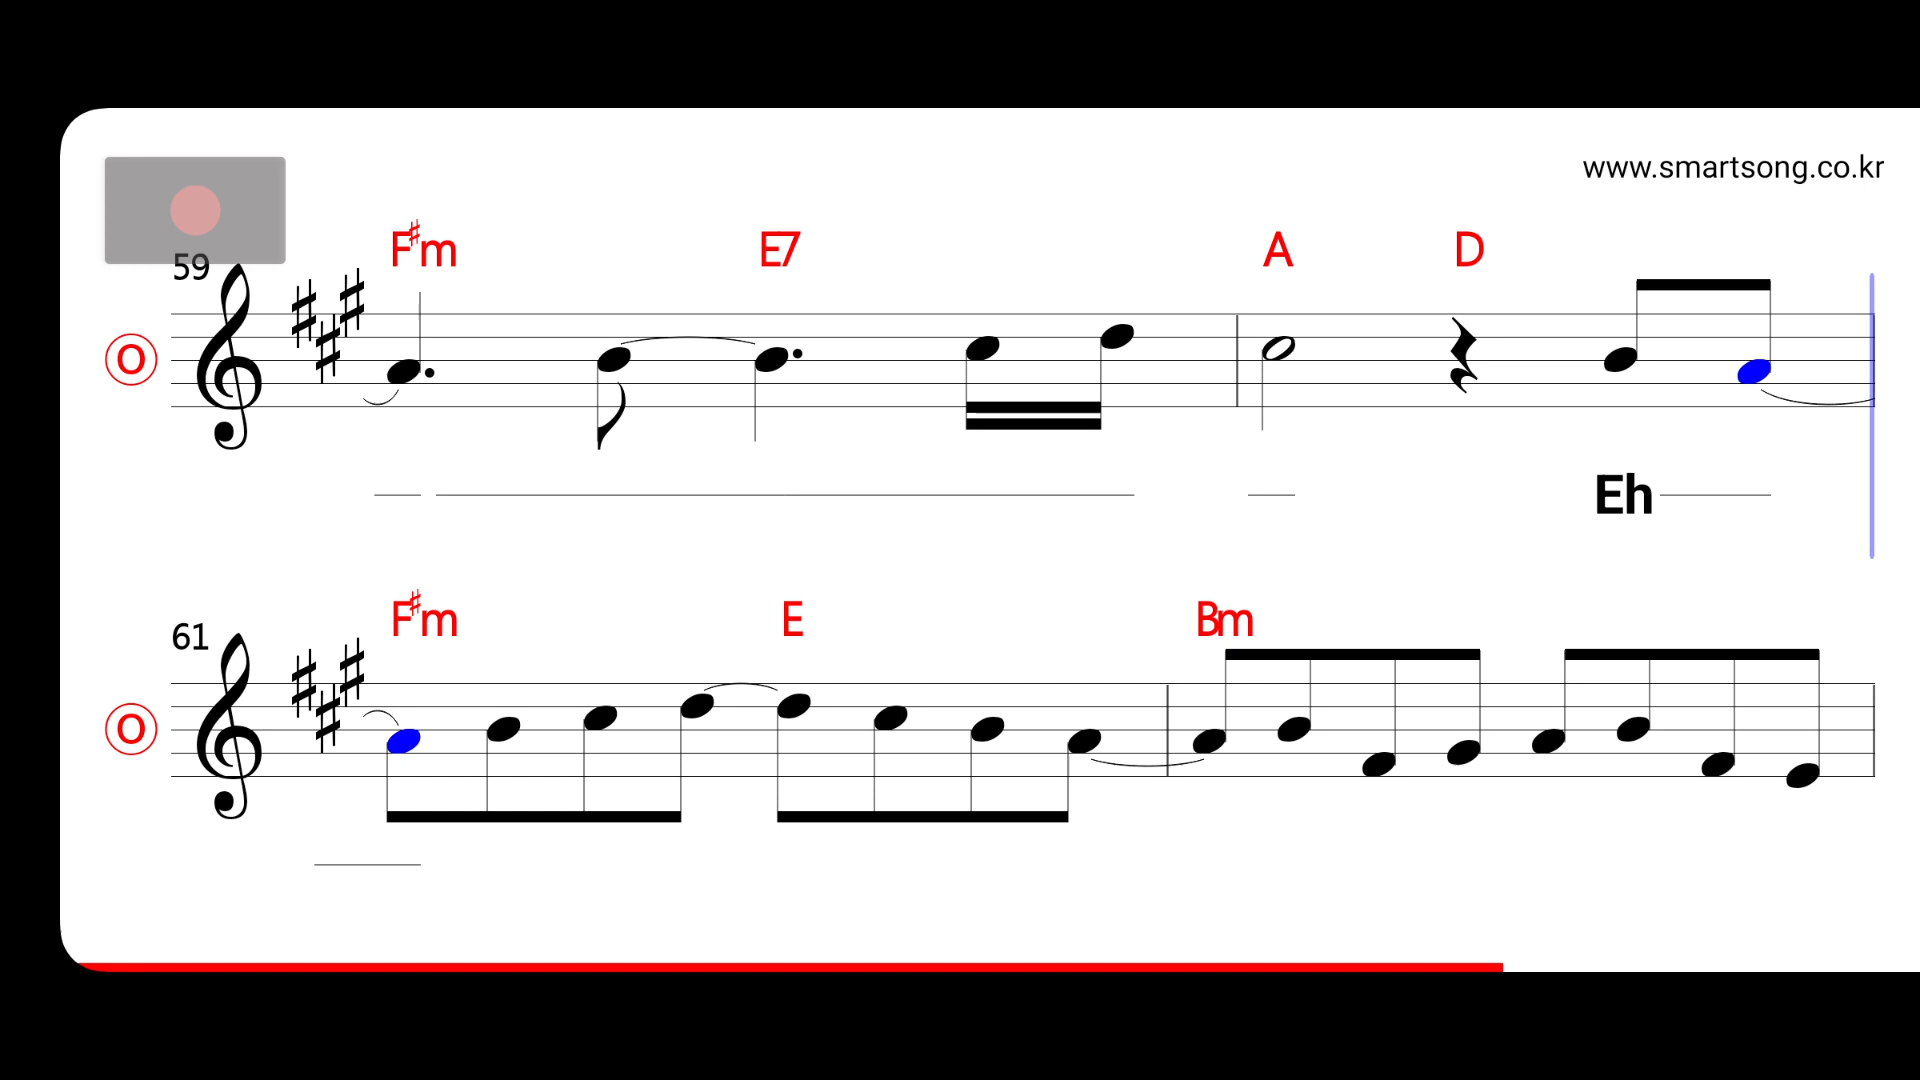 www.smartsong.co.kr
F♯m E7 A D
59
O
Eh
F♯m E Bm
61
O